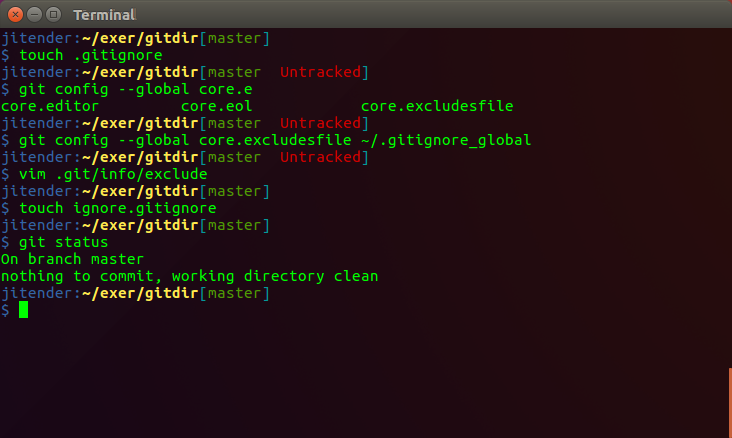 Terminal
jitender:~/exer/gitdir[master]
$ touch .gitignore
jitender:~/exer/gitdir[master  Untracked]
$ git config --global core.e
core.editor         core.eol            core.excludesfile
jitender:~/exer/gitdir[master  Untracked]
$ git config --global core.excludesfile ~/.gitignore_global
jitender:~/exer/gitdir[master  Untracked]
$ vim .git/info/exclude
jitender:~/exer/gitdir[master]
$ touch ignore.gitignore
jitender:~/exer/gitdir[master]
$ git status
On branch master
nothing to commit, working directory clean
jitender:~/exer/gitdir[master]
$